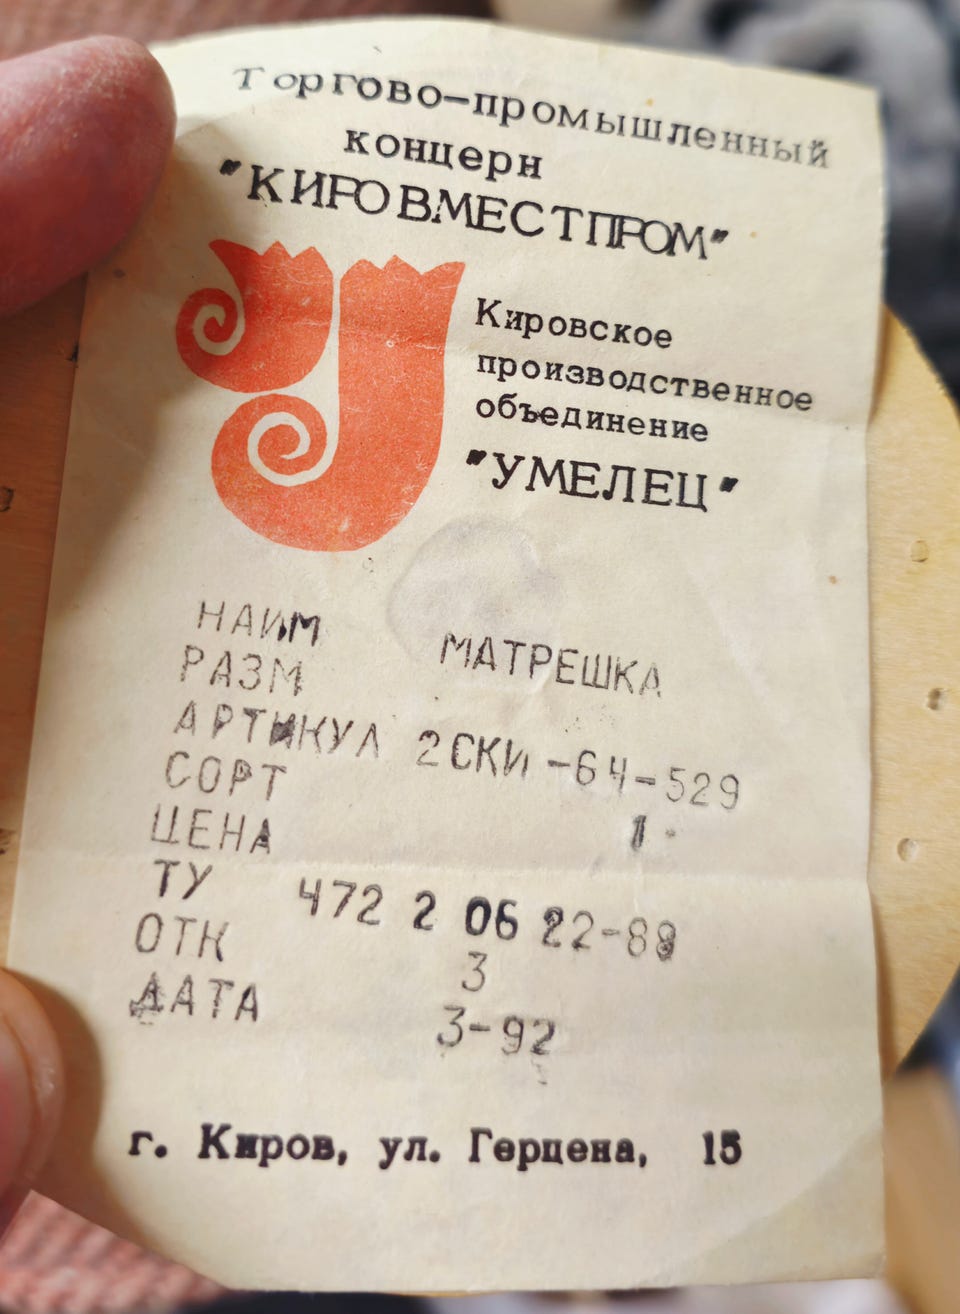 Торгово-промышленный
концерн
"КИРОВМЕСТПРОМ"
Кировское
производственное
объединение
"УМЕЛЕЦ"
НАИМ МАТРЕШКА
РАЗМ
АРТИКУЛ 2СКИ-64-529
СОРТ
ЦЕНА 1
ТУ 472 2 06 22-88
ОТК 3
ДАТА 3-92
г. Киров, ул. Герцена, 15